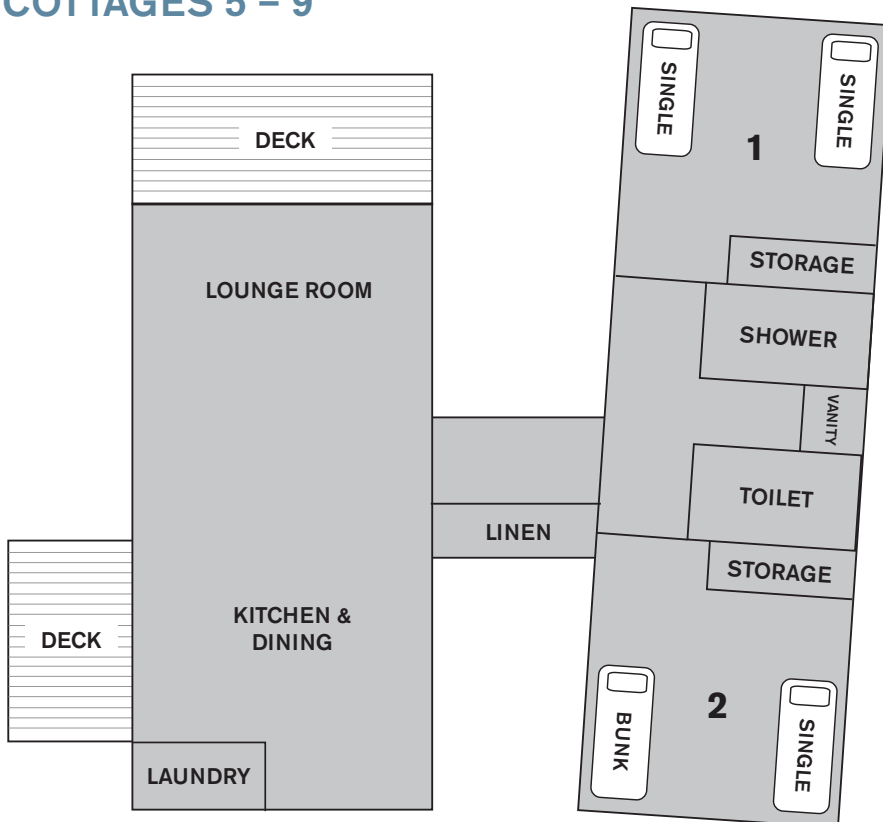 COTTAGES 5 – 9
DECK
LOUNGE ROOM
KITCHEN &
DINING
DECK
LAUNDRY
LINEN
SINGLE
SINGLE
1
STORAGE
SHOWER
VANITY
TOILET
STORAGE
2
BUNK
SINGLE